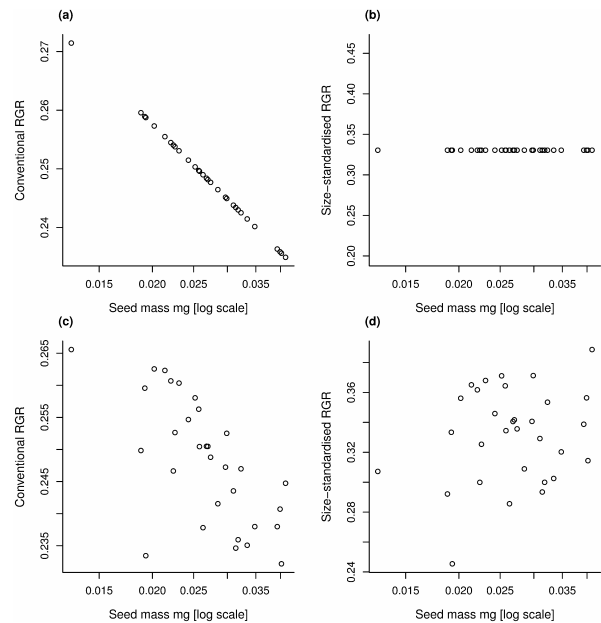 (a)
Conventional RGR
0.27
0.26
0.25
0.24
0.015 0.020 0.025 0.035
Seed mass mg [log scale]
(b)
Size−standardised RGR
0.45
0.40
0.35
0.30
0.25
0.20
0.015 0.020 0.025 0.035
Seed mass mg [log scale]
(c)
Conventional RGR
0.265
0.255
0.245
0.235
0.015 0.020 0.025 0.035
Seed mass mg [log scale]
(d)
Size−standardised RGR
0.36
0.32
0.28
0.24
0.015 0.020 0.025 0.035
Seed mass mg [log scale]